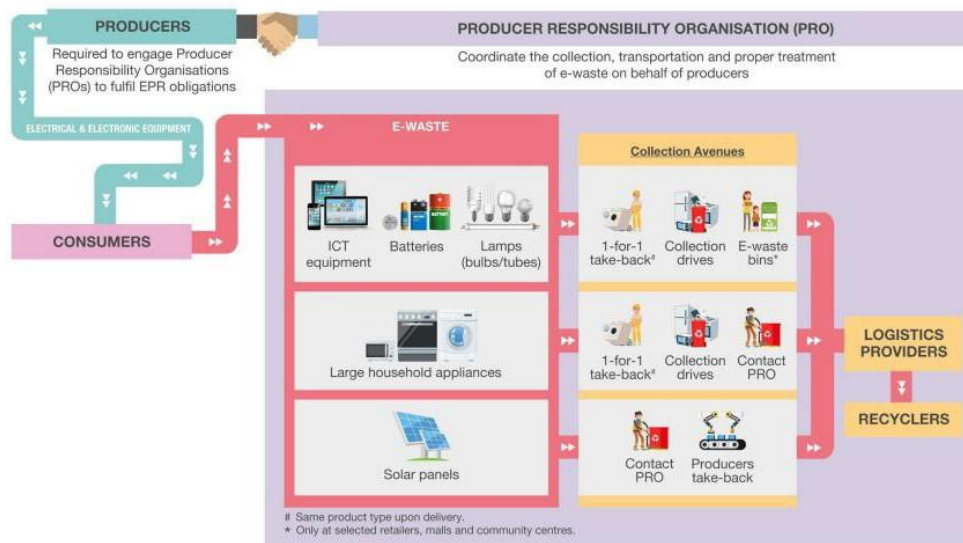 PRODUCERS
Required to engage Producer
Responsibility Organisations
(PROs) to fulfil EPR obligations
PRODUCER RESPONSIBILITY ORGANISATION (PRO)
Coordinate the collection, transportation and proper treatment
of e-waste on behalf of producers
ELECTRICAL & ELECTRONIC EQUIPMENT
CONSUMERS
E-WASTE
ICT
equipment
Batteries
Lamps
(bulbs/tubes)
Large household appliances
Solar panels
Collection Avenues
1-for-1
take-back#
Collection
drives
E-waste
bins*
1-for-1
take-back#
Collection
drives
Contact
PRO
Contact
PRO
Producers
take-back
LOGISTICS
PROVIDERS
RECYCLERS
# Same product type upon delivery.
* Only at selected retailers, malls and community centres.